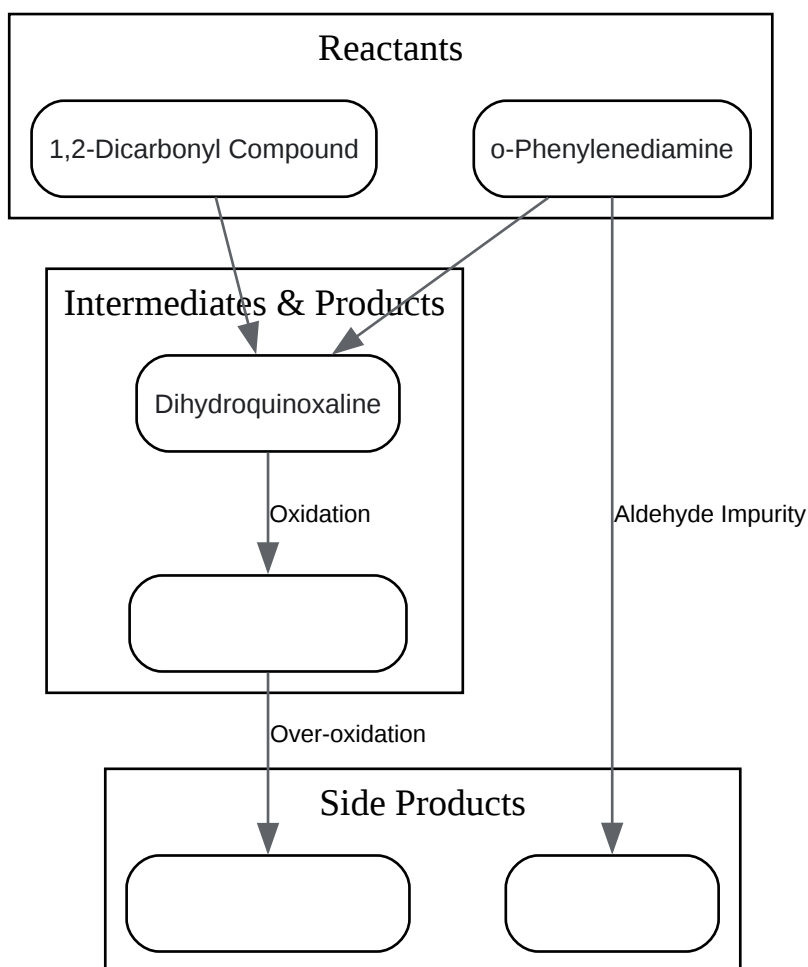 Reactants
1,2-Dicarbonyl Compound
o-Phenylenediamine
Intermediates & Products
Dihydroquinoxaline
Oxidation
Aldehyde Impurity
Over-oxidation
Side Products